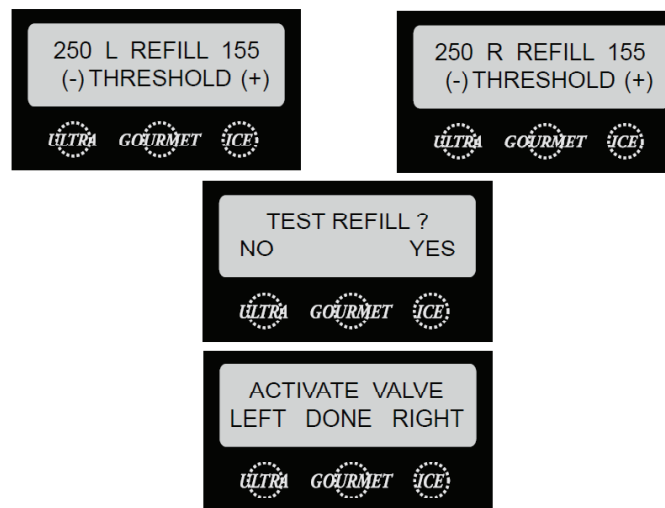 250 L REFILL 155
(-) THRESHOLD (+)
ULTRA GOURMET ICE
250 R REFILL 155
(-) THRESHOLD (+)
ULTRA GOURMET ICE
TEST REFILL ?
NO YES
ULTRA GOURMET ICE
ACTIVATE VALVE
LEFT DONE RIGHT
ULTRA GOURMET ICE